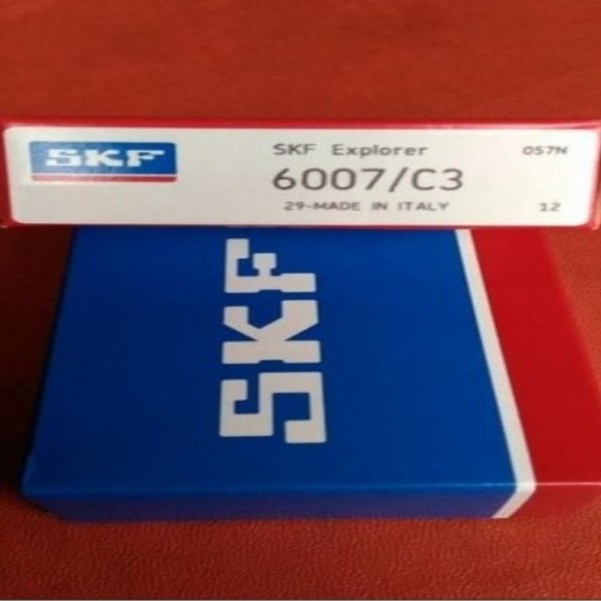 SKF
SKF Explorer 057N
6007/C3
29-MADE IN ITALY 12
SKF